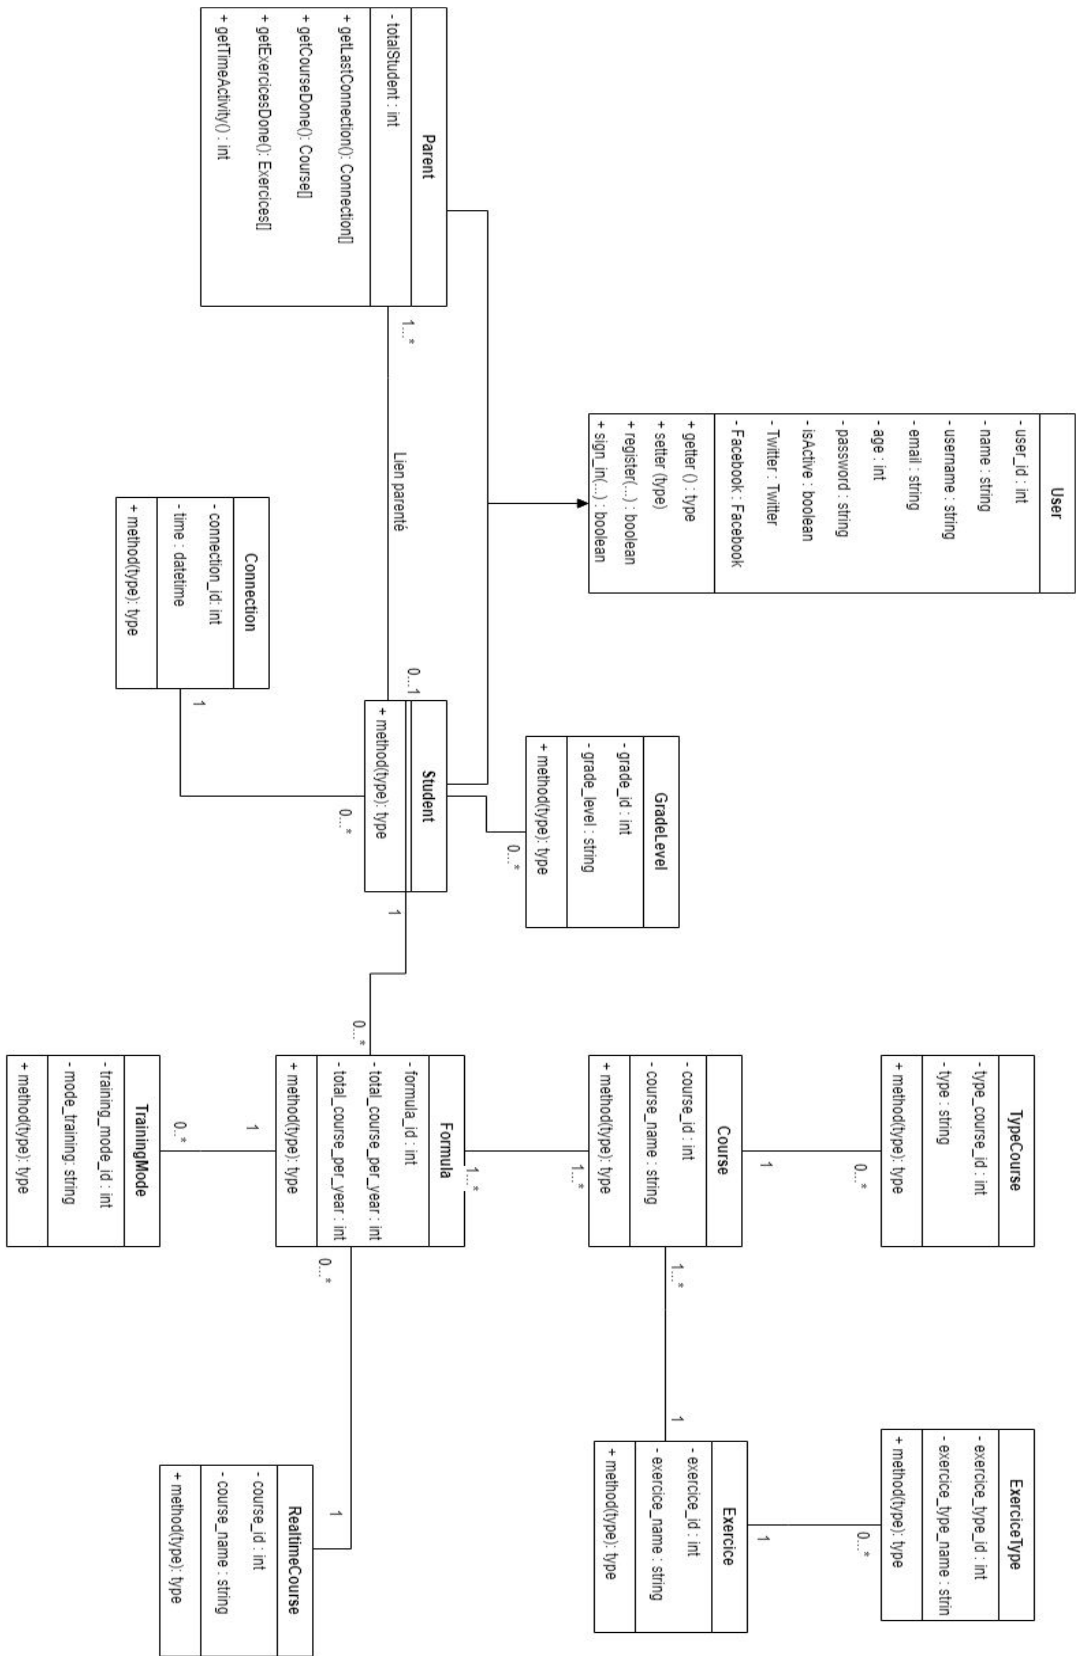 User
- user_id : int
- name : string
- username : string
- email : string
- age : int
- password : string
- isActive : boolean
- Twitter : Twitter
- Facebook : Facebook
+ getter () : type
+ setter (type)
+ register(...) : boolean
+ sign_in(...) : boolean
TypeCourse
- type_course_id : int
- type : string
+ method(type): type
ExerciceType
- exercice_type_id : int
- exercice_type_name : strin
+ method(type): type
0...*
0...*
1
1
GradeLevel
- grade_id : int
- grade_level : string
+ method(type): type
0...*
Course
- course_id : int
- course_name : string
+ method(type): type
1...*
1
Exercice
- exercice_id : int
- exercice_name : string
+ method(type): type
1...*
1...*
Parent
- totalStudent : int
+ getLastConnection(): Connection[]
+ getCourseDone(): Course[]
+ getExercicesDone(): Exercices[]
+ getTimeActivity() : int
1...*
Lien parenté
0...1
Student
+ method(type): type
1
0...*
0...*
Formula
- formula_id : int
- total_course_per_year : int
- total_course_per_year : int
+ method(type): type
0...*
1
Connection
- connection_id: int
- time : datetime
+ method(type): type
1
1
0...*
TrainingMode
- training_mode_id : int
- mode_training: string
+ method(type): type
RealtimeCourse
- course_id : int
- course_name : string
+ method(type): type